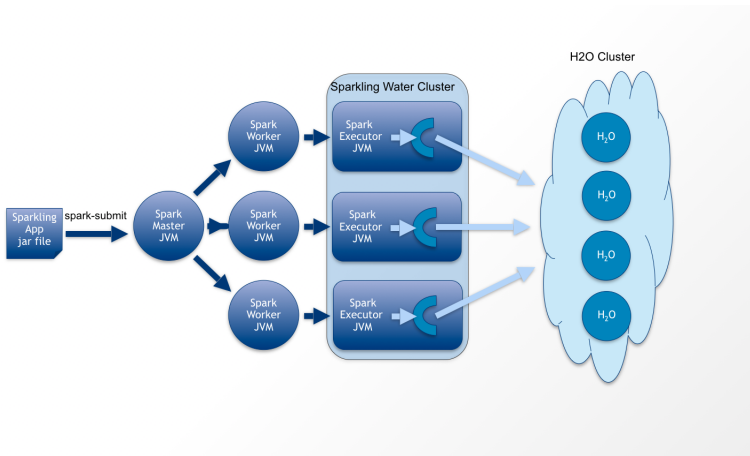 H2O Cluster
Sparkling Water Cluster
Spark
Worker
JVM
Spark
Executor
JVM
H₂O
Sparkling
App
jar file
spark-submit
Spark
Master
JVM
Spark
Worker
JVM
Spark
Executor
JVM
H₂O
H₂O
Spark
Worker
JVM
Spark
Executor
JVM
H₂O